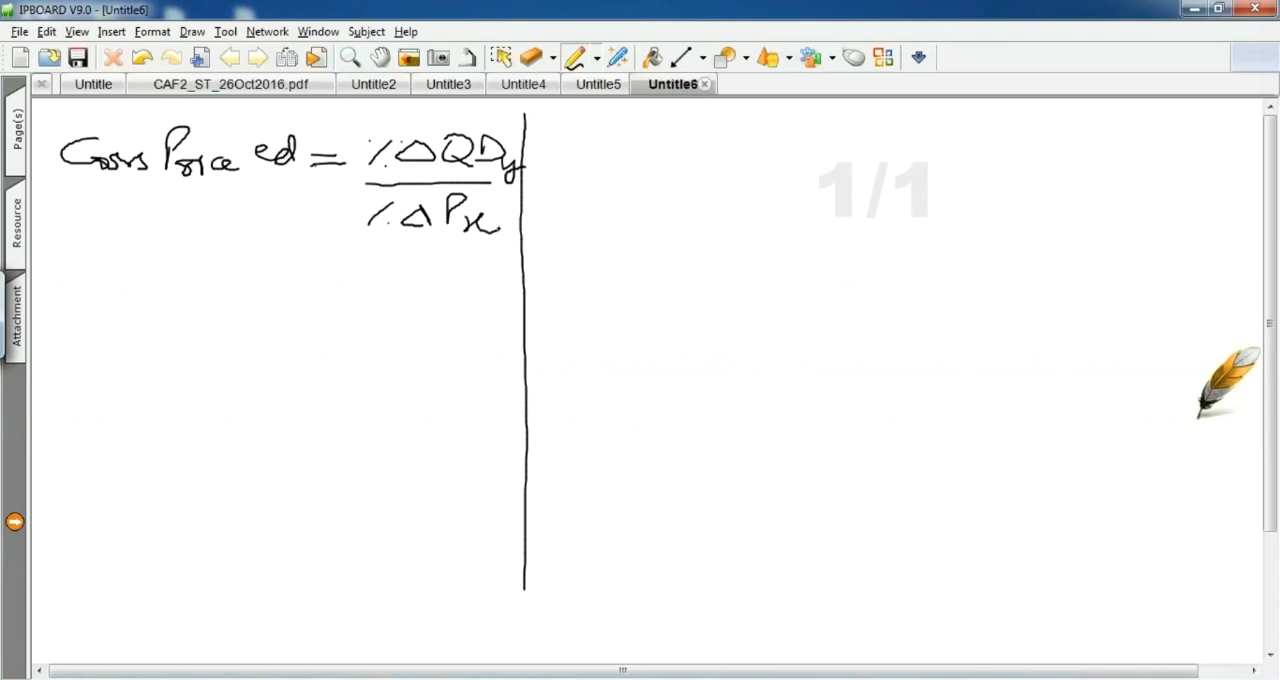 IPBOARD V9.0 - [Untitle6]
File Edit View Insert Format Draw Tool Network Window Subject Help
Untitle CAF2_ST_26Oct2016.pdf Untitle2 Untitle3 Untitle4 Untitle5 Untitle6
Page(s)
Resource
Attachment
1/1
Cross Price ed = %ΔQDy
%ΔPx